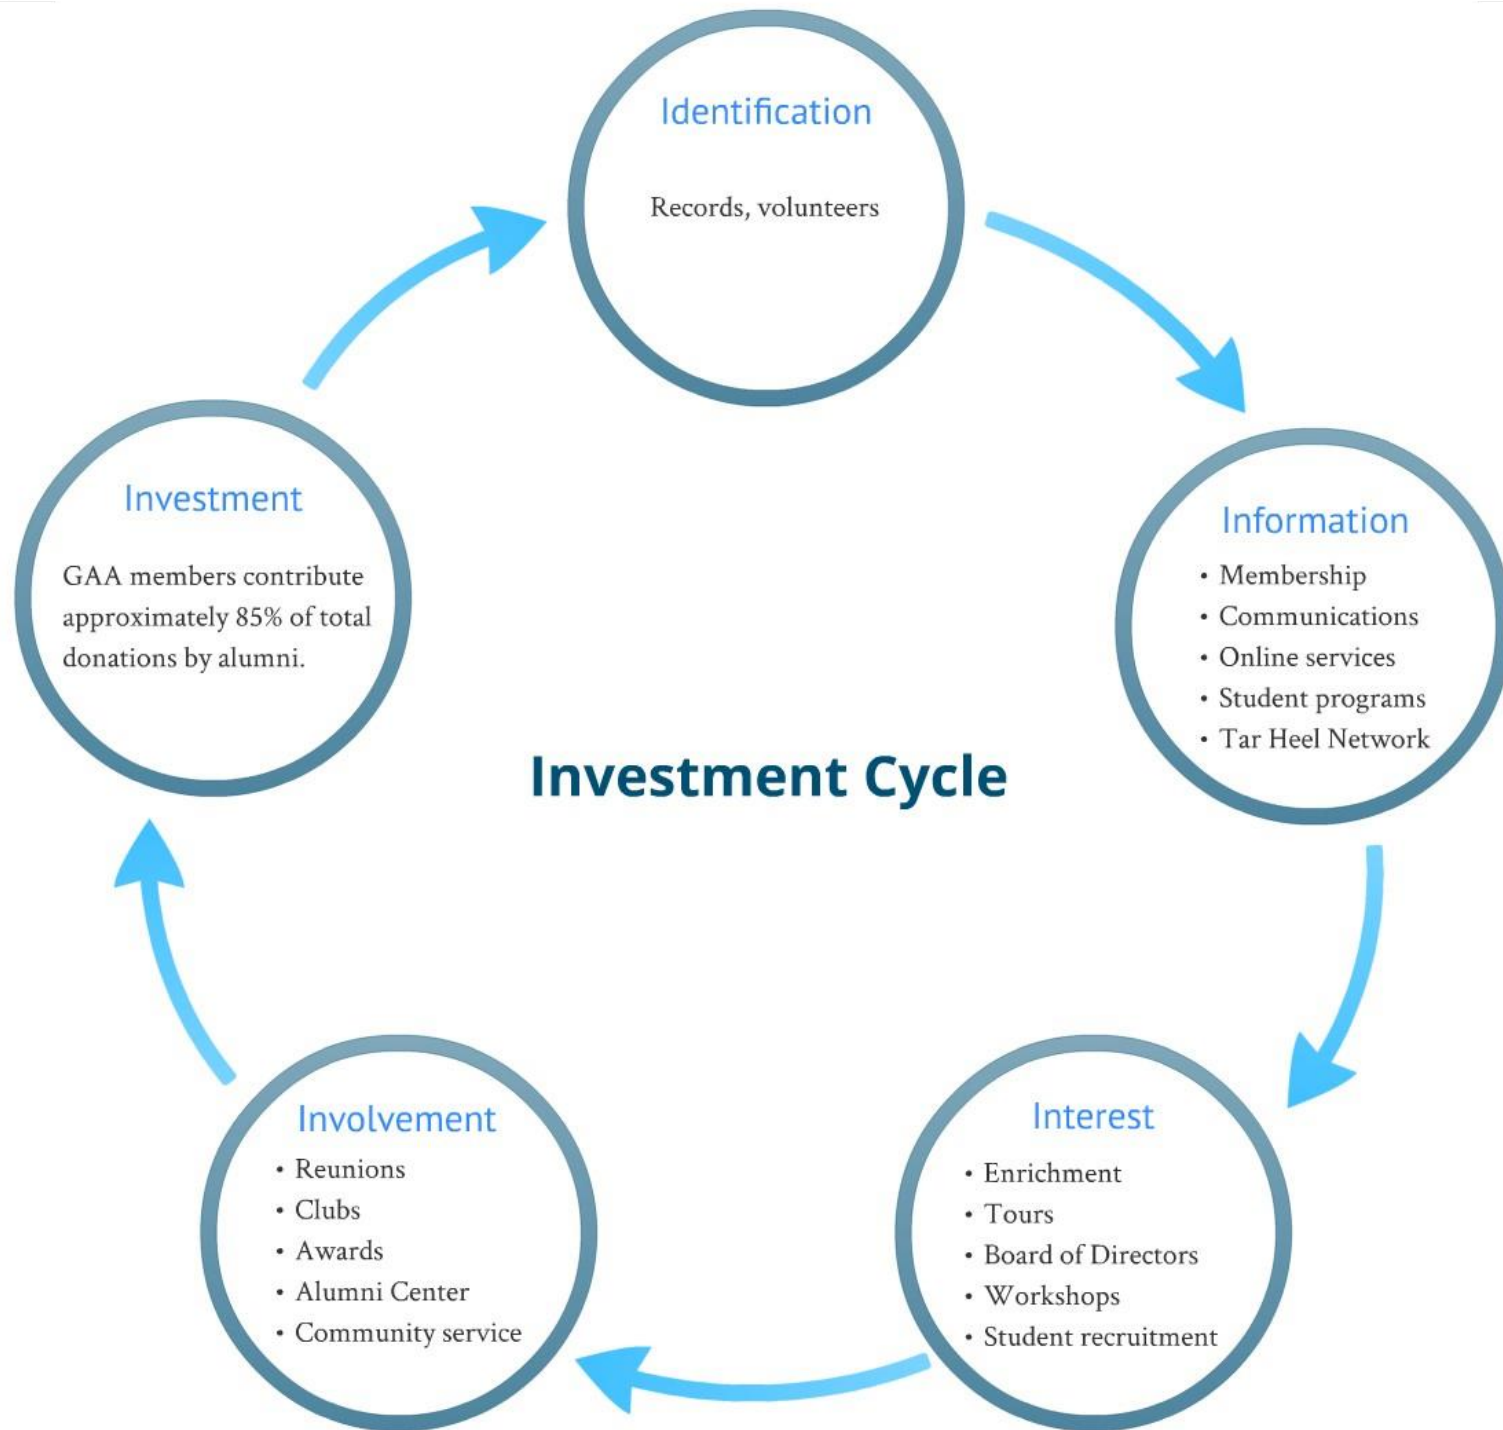 Identification
Records, volunteers
Information
• Membership
• Communications
• Online services
• Student programs
• Tar Heel Network
Interest
• Enrichment
• Tours
• Board of Directors
• Workshops
• Student recruitment
Involvement
• Reunions
• Clubs
• Awards
• Alumni Center
• Community service
Investment
GAA members contribute
approximately 85% of total
donations by alumni.
Investment Cycle